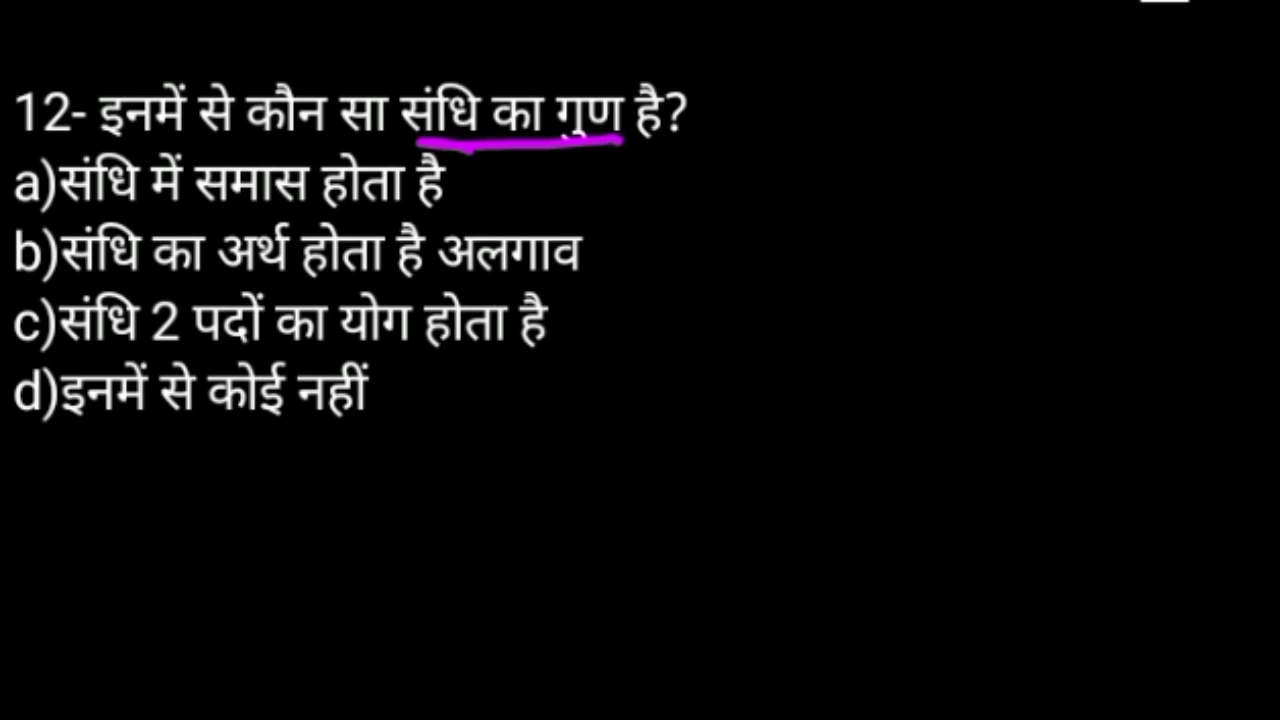 12- इनमें से कौन सा संधि का गुण है?
a)संधि में समास होता है
b)संधि का अर्थ होता है अलगाव
c)संधि 2 पदों का योग होता है
d)इनमें से कोई नहीं